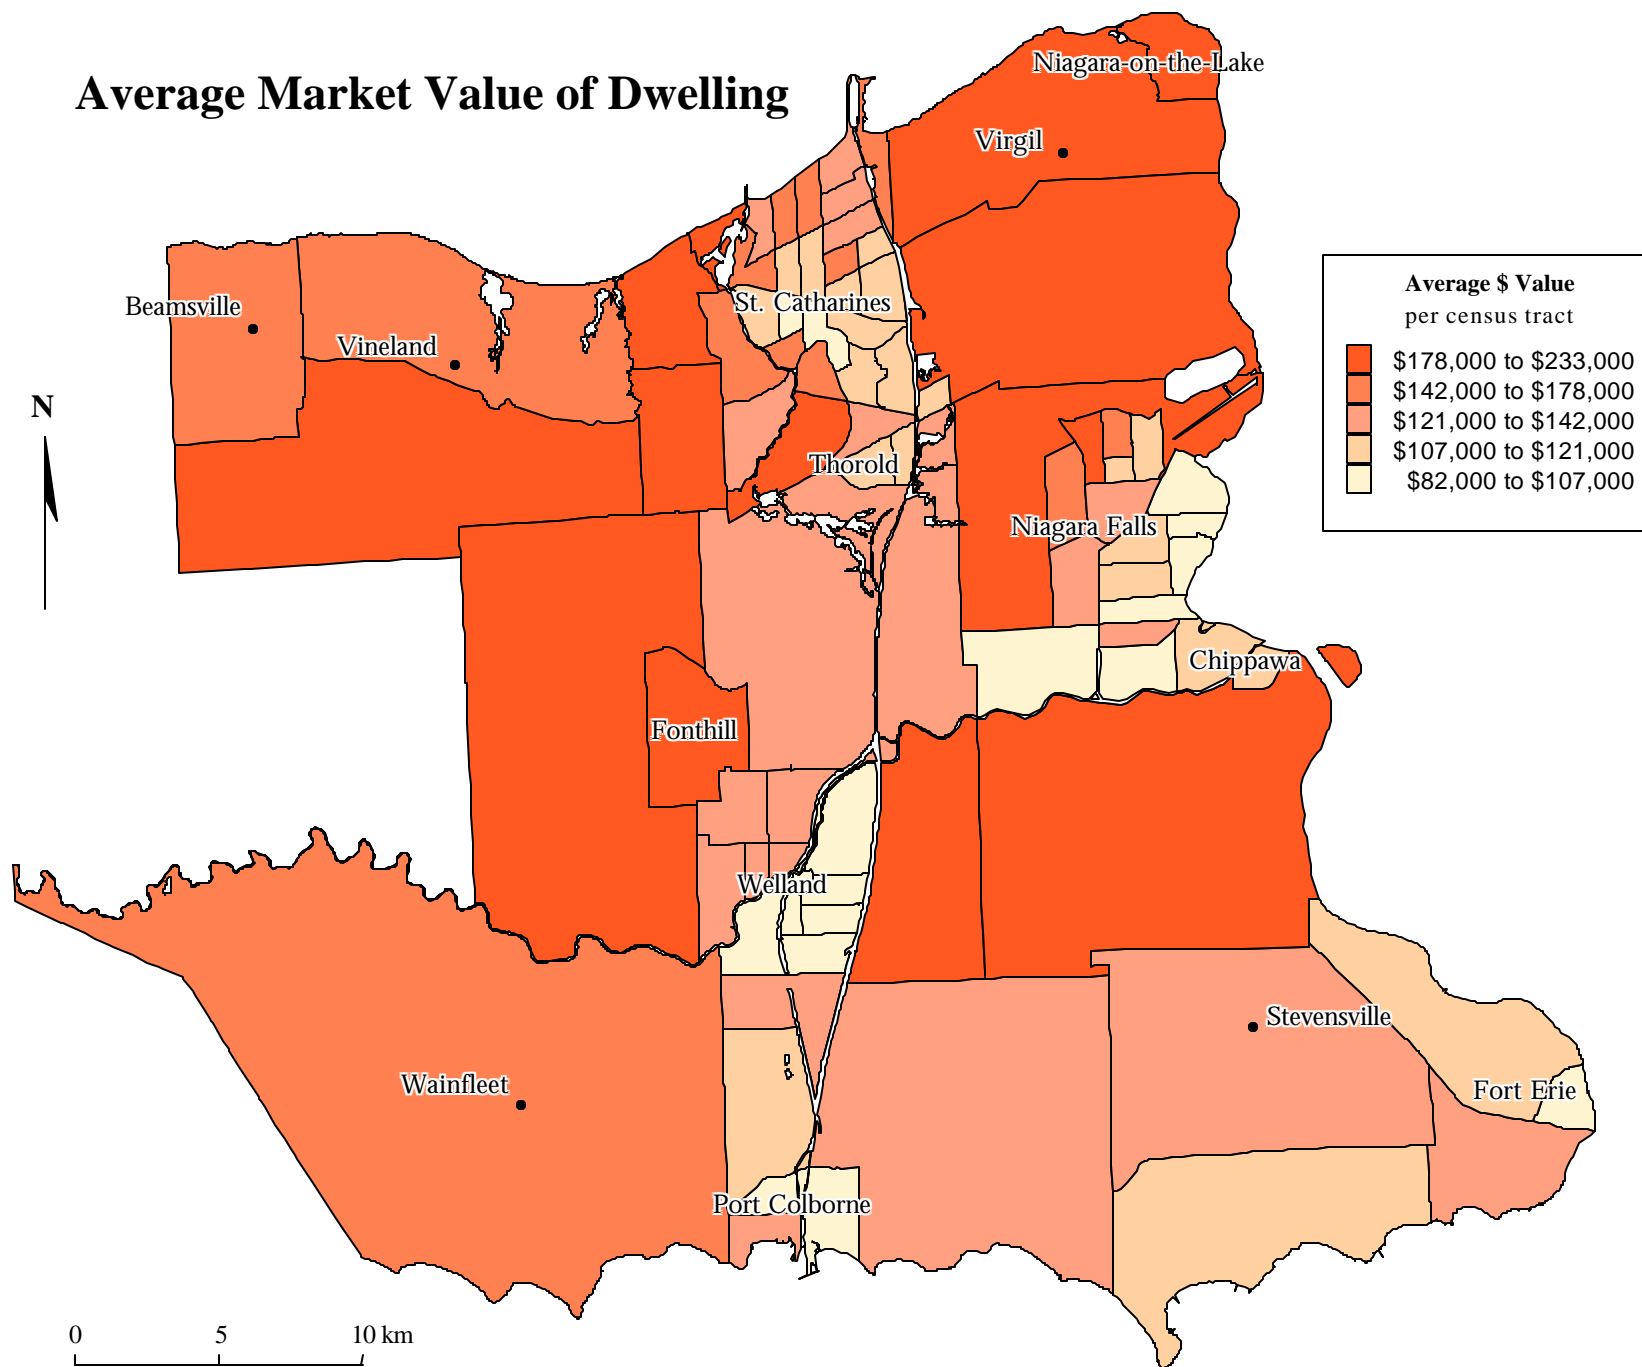 Average Market Value of Dwelling
Niagara-on-the-Lake
Virgil
Beamsville
Vineland
St. Catharines
Thorold
Niagara Falls
Chippawa
Fonthill
Welland
Stevensville
Wainfleet
Fort Erie
Port Colborne
N
Average $ Value
per census tract
$178,000 to $233,000
$142,000 to $178,000
$121,000 to $142,000
$107,000 to $121,000
$82,000 to $107,000
0 5 10 km